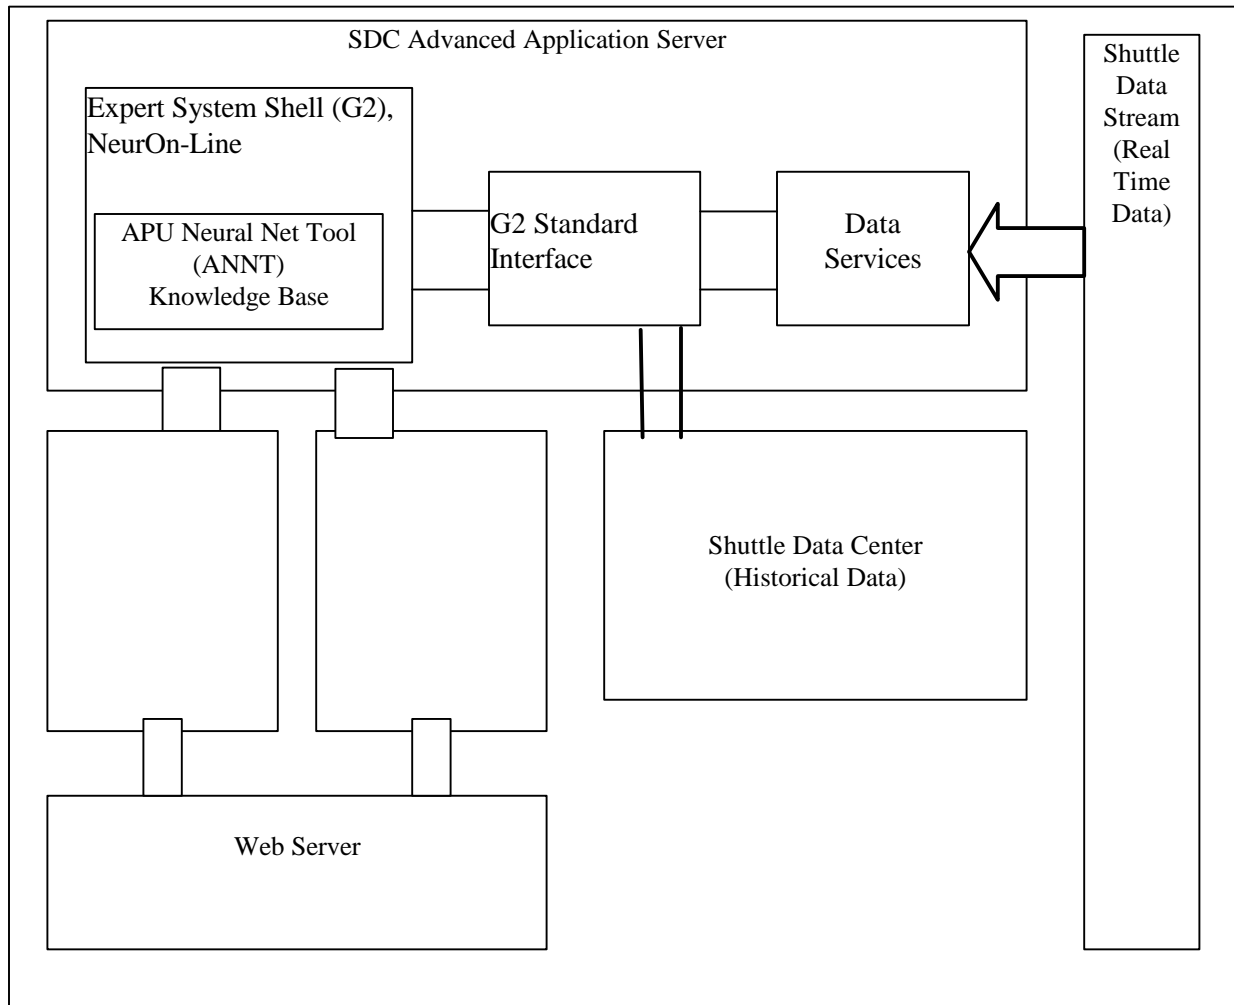 SDC Advanced Application Server
Expert System Shell (G2),
NeurOn-Line
APU Neural Net Tool
(ANNT)
Knowledge Base
G2 Standard
Interface
Data
Services
Shuttle
Data
Stream
(Real
Time
Data)
Shuttle Data Center
(Historical Data)
Web Server